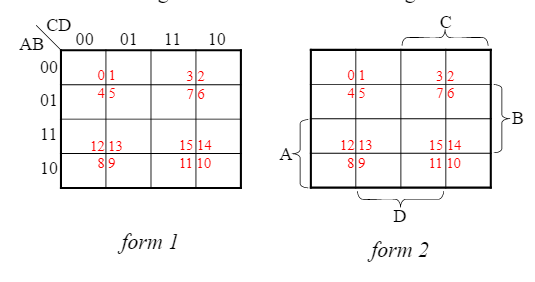 CD
AB 00 01 11 10
00 0 1 3 2
01 4 5 7 6
11 12 13 15 14
10 8 9 11 10
form 1
C
0 1 3 2
4 5 7 6
B
A 12 13 15 14
8 9 11 10
D
form 2